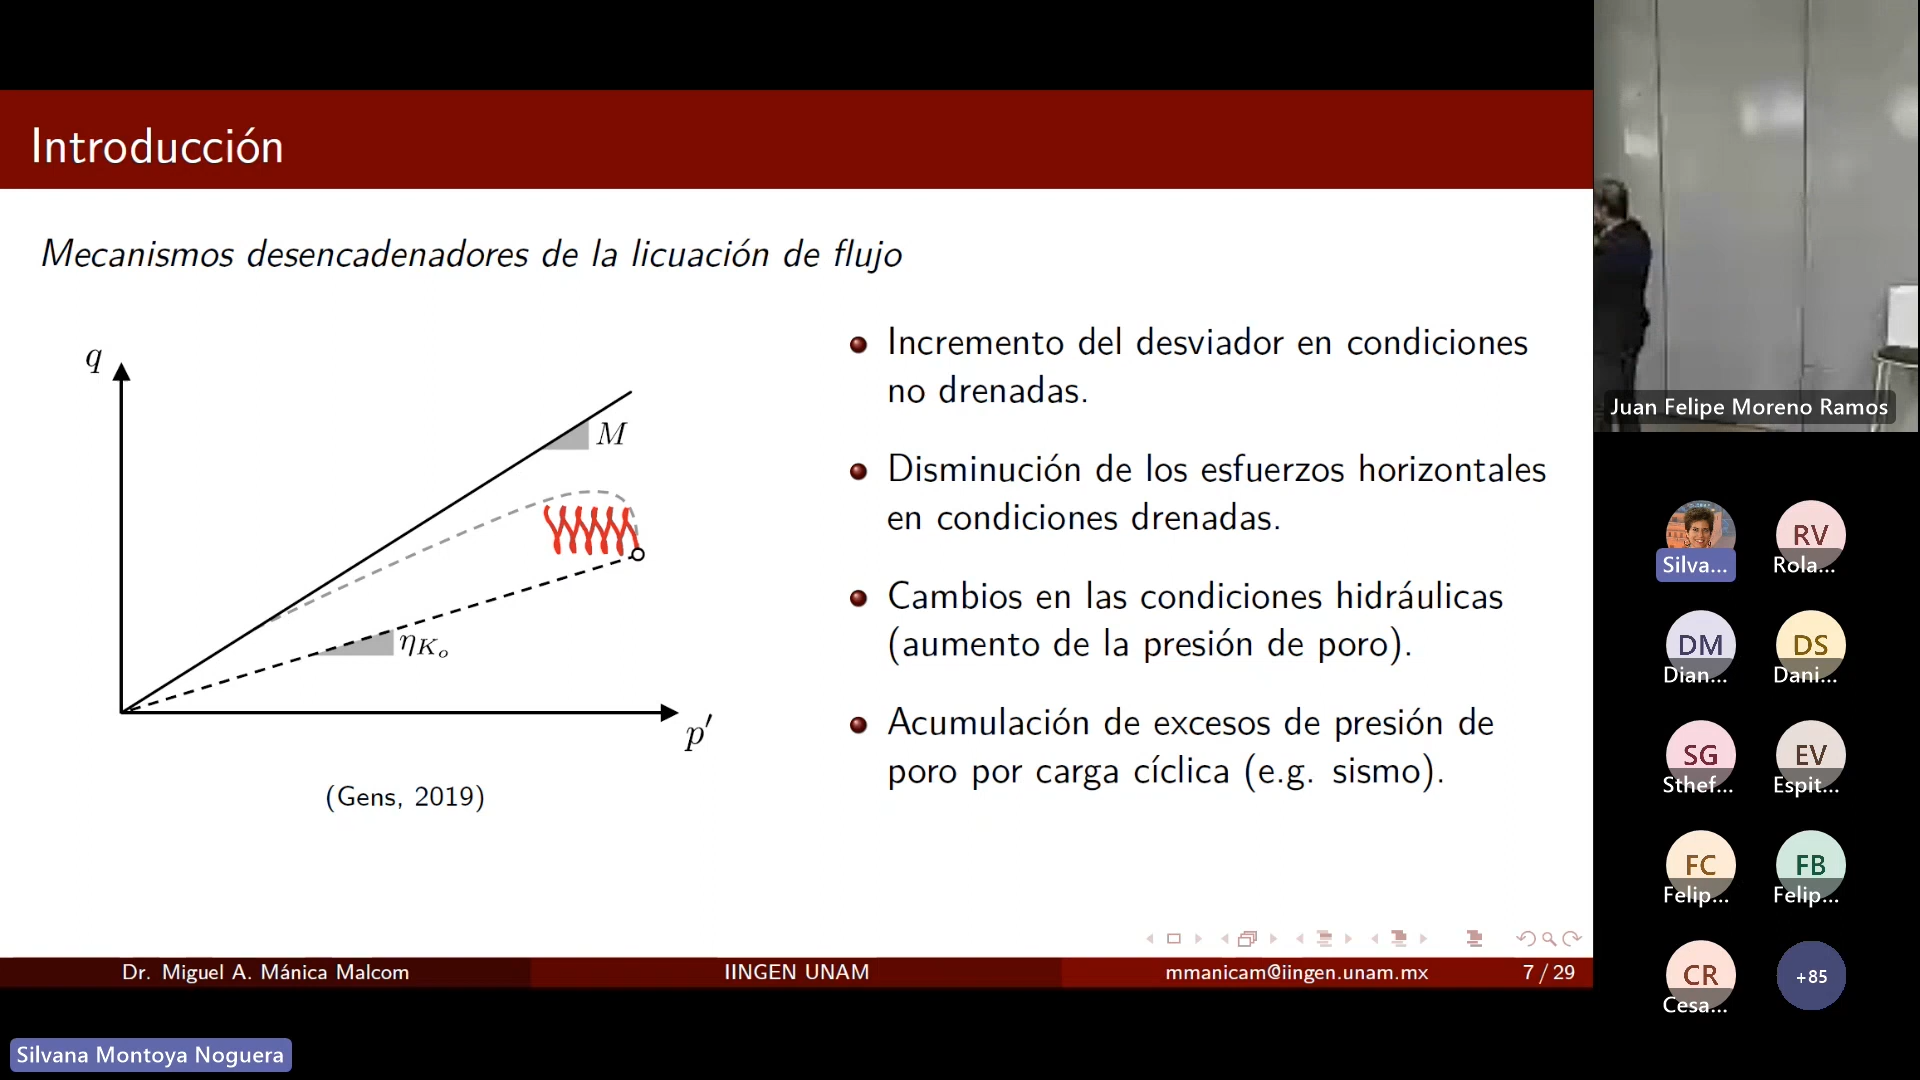 Introducción
Mecanismos desencadenadores de la licuación de flujo
q
M
ηKo
p′
(Gens, 2019)
Incremento del desviador en condiciones
no drenadas.
Disminución de los esfuerzos horizontales
en condiciones drenadas.
Cambios en las condiciones hidráulicas
(aumento de la presión de poro).
Acumulación de excesos de presión de
poro por carga cíclica (e.g. sismo).
Dr. Miguel A. Mánica Malcom
IINGEN UNAM
mmanicam@iingen.unam.mx
7 / 29
Silvana Montoya Noguera
Juan Felipe Moreno Ramos
Silva...
RV
Rola...
DM
Dian...
DS
Dani...
SG
Sthef...
EV
Espit...
FC
Felip...
FB
Felip...
CR
Cesa...
+85